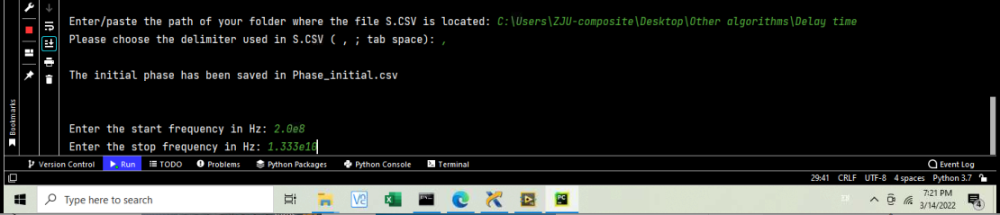 Enter/paste the path of your folder where the file S.CSV is located: C:\Users\ZJU-composite\Desktop\Other algorithms\Delay time
Please choose the delimiter used in S.CSV ( , ; tab space): ,
The initial phase has been saved in Phase_initial.csv
Enter the start frequency in Hz: 2.0e8
Enter the stop frequency in Hz: 1.333e10
Bookmarks
Version Control Run TODO Problems Python Packages Python Console Terminal Event Log
29:41 CRLF UTF-8 4 spaces Python 3.7
Type here to search
V2
PC
7:21 PM
3/14/2022
4